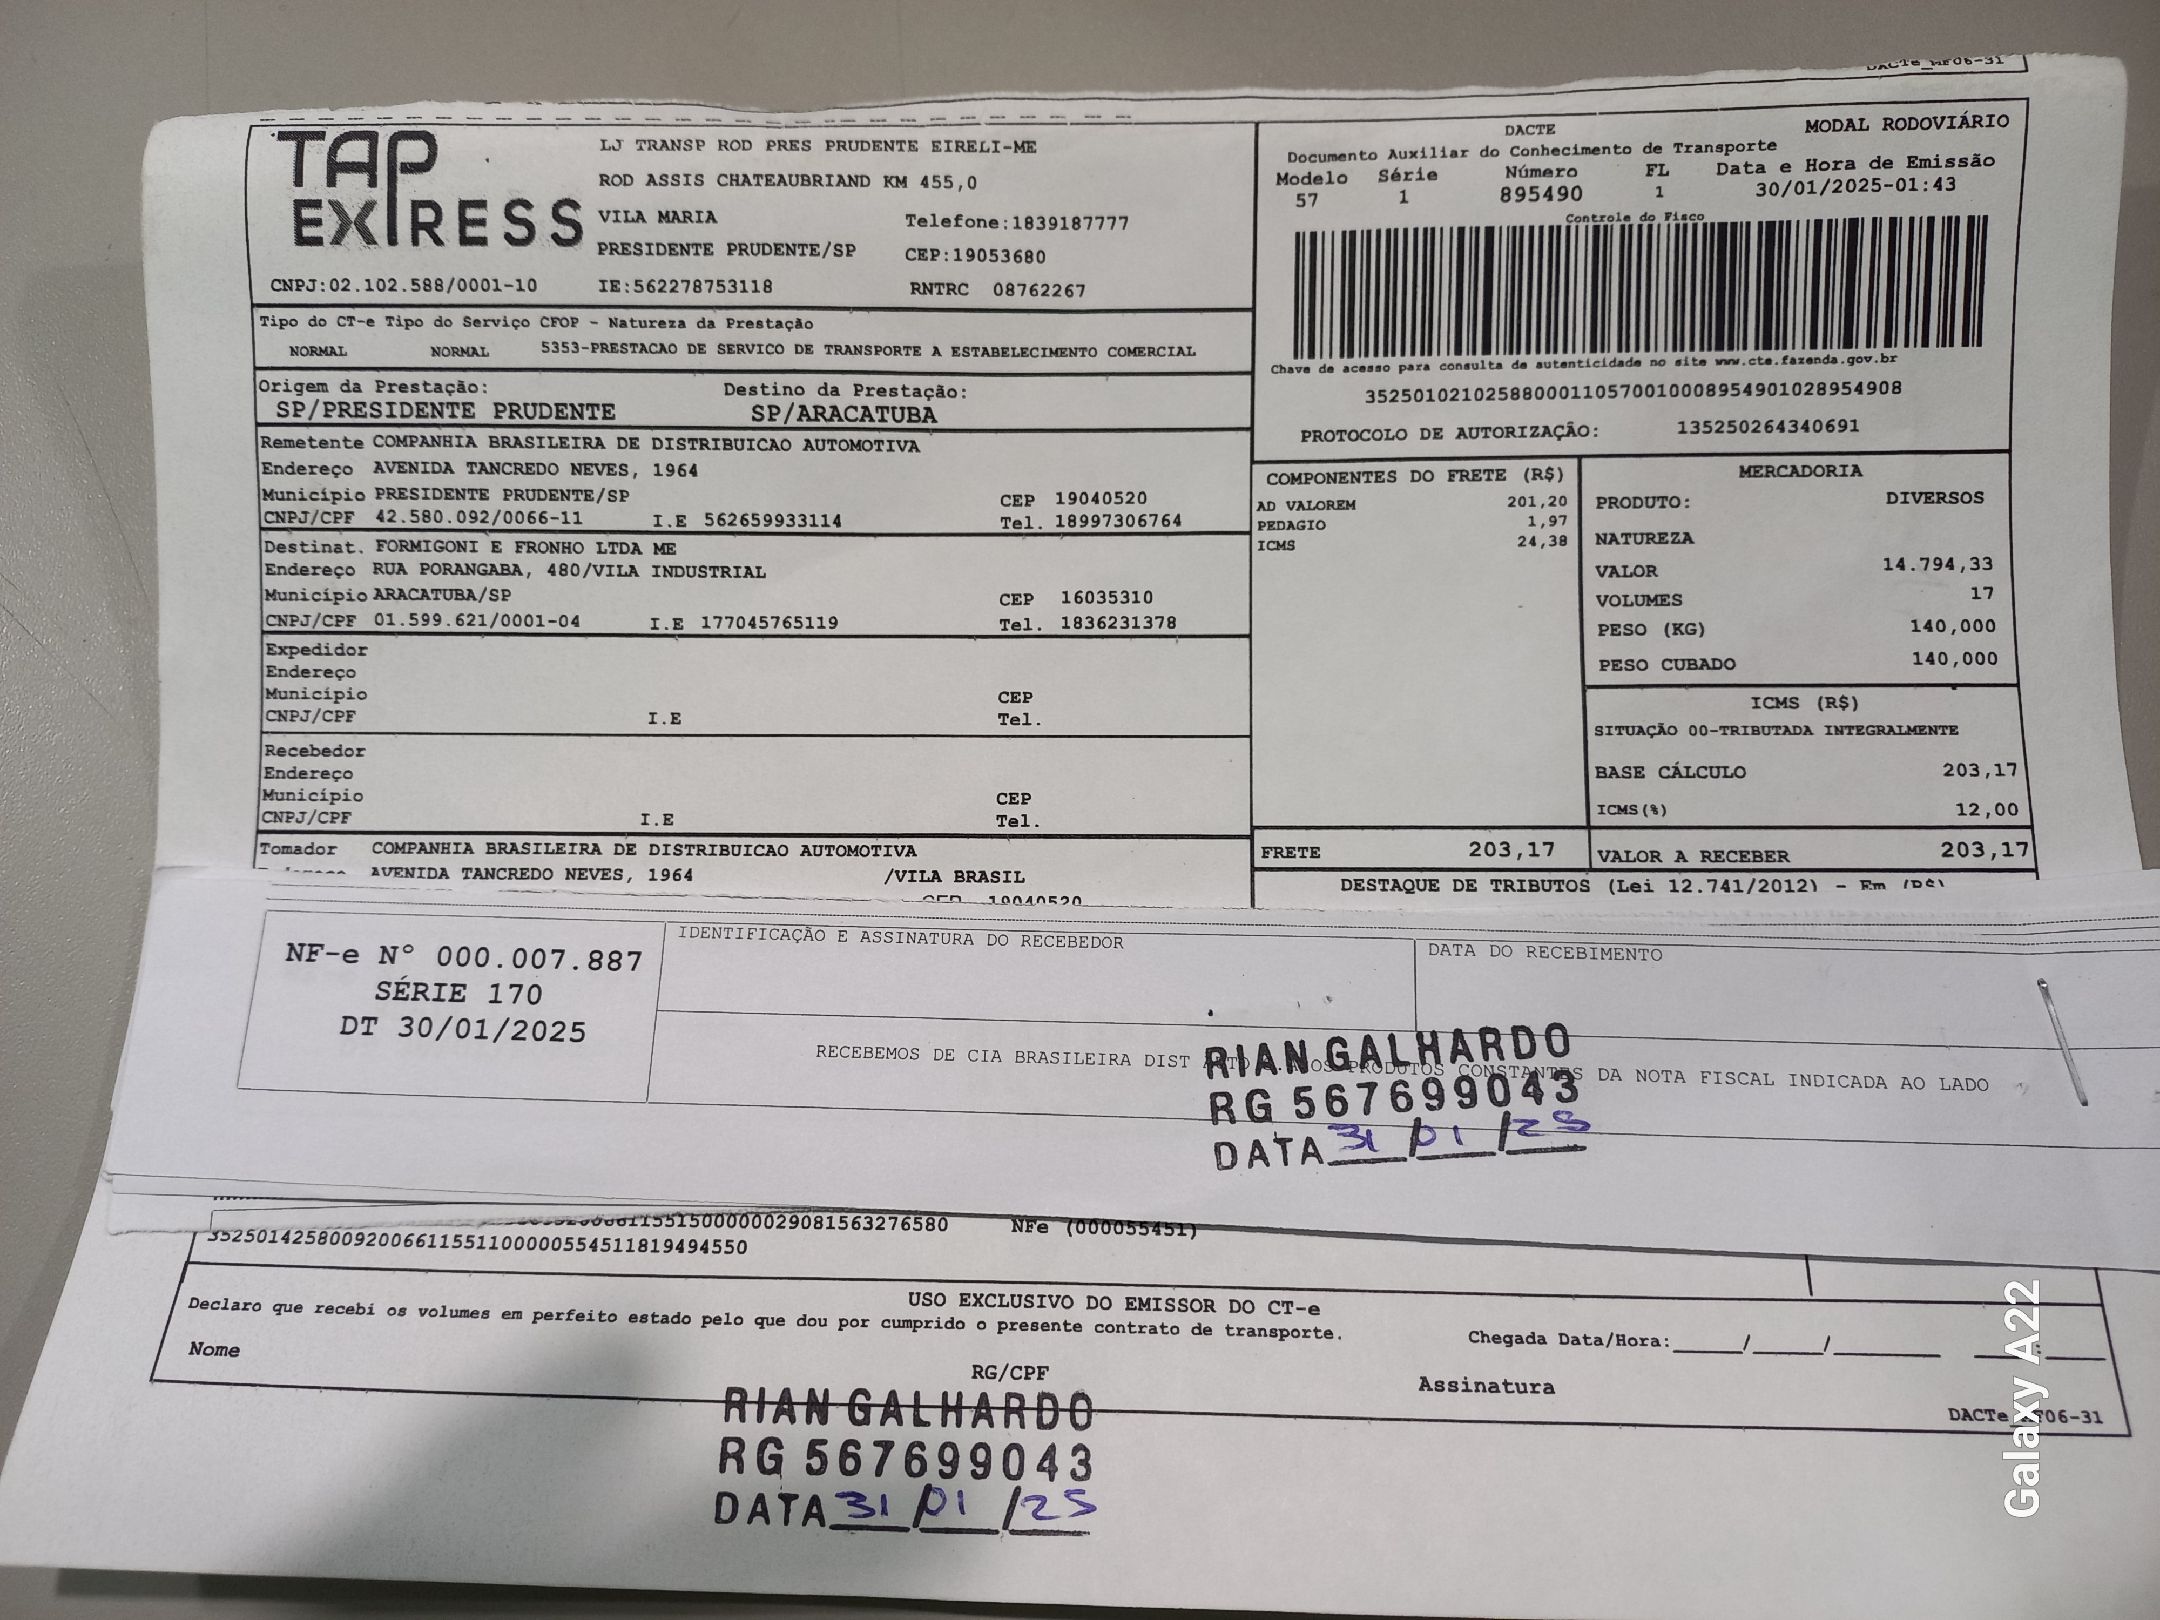 DACTe_MF06-31
TAP EXPRESS
LJ TRANSP ROD PRES PRUDENTE EIRELI-ME
ROD ASSIS CHATEAUBRIAND KM 455,0
VILA MARIA Telefone:1839187777
PRESIDENTE PRUDENTE/SP CEP:19053680
CNPJ:02.102.588/0001-10 IE:562278753118 RNTRC 08762267
DACTE MODAL RODOVIÁRIO
Documento Auxiliar do Conhecimento de Transporte
Modelo Série Número FL Data e Hora de Emissão
57 1 895490 1 30/01/2025-01:43
Controle do Fisco
Chave de acesso para consulta de autenticidade no site www.cte.fazenda.gov.br
35250102102588000110570010008954901028954908
PROTOCOLO DE AUTORIZAÇÃO: 135250264340691
Tipo do CT-e Tipo do Serviço CFOP - Natureza da Prestação
NORMAL NORMAL 5353-PRESTACAO DE SERVICO DE TRANSPORTE A ESTABELECIMENTO COMERCIAL
Origem da Prestação: Destino da Prestação:
SP/PRESIDENTE PRUDENTE SP/ARACATUBA
Remetente COMPANHIA BRASILEIRA DE DISTRIBUICAO AUTOMOTIVA
Endereço AVENIDA TANCREDO NEVES, 1964
Município PRESIDENTE PRUDENTE/SP CEP 19040520
CNPJ/CPF 42.580.092/0066-11 I.E 562659933114 Tel. 18997306764
Destinat. FORMIGONI E FRONHO LTDA ME
Endereço RUA PORANGABA, 480/VILA INDUSTRIAL
Município ARACATUBA/SP CEP 16035310
CNPJ/CPF 01.599.621/0001-04 I.E 177045765119 Tel. 1836231378
Expedidor
Endereço
Município CEP
CNPJ/CPF I.E Tel.
Recebedor
Endereço
Município CEP
CNPJ/CPF I.E Tel.
Tomador COMPANHIA BRASILEIRA DE DISTRIBUICAO AUTOMOTIVA
AVENIDA TANCREDO NEVES, 1964 /VILA BRASIL
CEP 19040520
COMPONENTES DO FRETE (R$)
AD VALOREM 201,20
PEDAGIO 1,97
ICMS 24,38
FRETE 203,17
MERCADORIA
PRODUTO: DIVERSOS
NATUREZA
VALOR 14.794,33
VOLUMES 17
PESO (KG) 140,000
PESO CUBADO 140,000
ICMS (R$)
SITUAÇÃO 00-TRIBUTADA INTEGRALMENTE
BASE CÁLCULO 203,17
ICMS(%) 12,00
VALOR A RECEBER 203,17
DESTAQUE DE TRIBUTOS (Lei 12.741/2012) - Em (R$)
NF-e Nº 000.007.887
SÉRIE 170
DT 30/01/2025
IDENTIFICAÇÃO E ASSINATURA DO RECEBEDOR
DATA DO RECEBIMENTO
RECEBEMOS DE CIA BRASILEIRA DIST AUTO OS PRODUTOS CONSTANTES DA NOTA FISCAL INDICADA AO LADO
RIAN GALHARDO
RG 567699043
DATA 31/01/25
NFe (000055451)
35250142580092006611551100000554511819494550
USO EXCLUSIVO DO EMISSOR DO CT-e
Declaro que recebi os volumes em perfeito estado pelo que dou por cumprido o presente contrato de transporte.
Nome RG/CPF Chegada Data/Hora:____/____/______ ___:___
Assinatura
DACTe_MF06-31
RIAN GALHARDO
RG 567699043
DATA 31/01/25
Galaxy A22